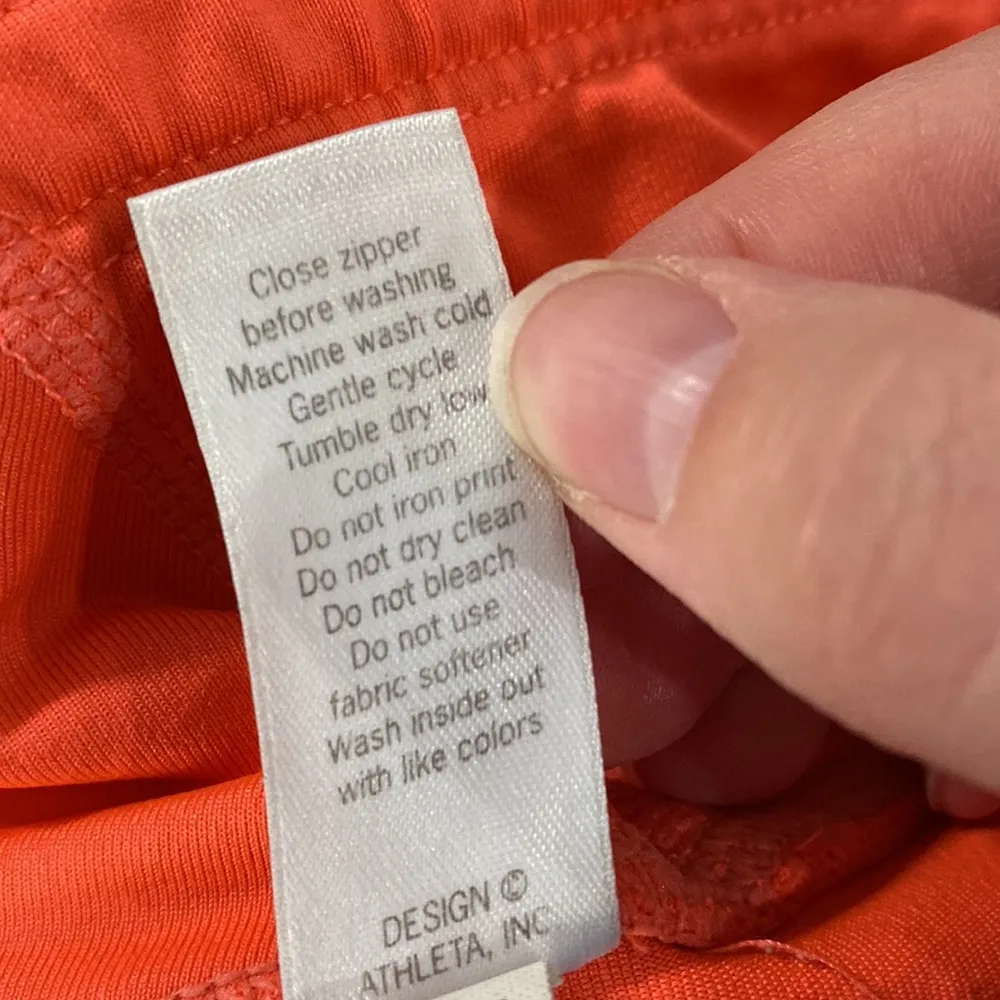 Close zipper
before washing
Machine wash cold
Gentle cycle
Tumble dry low
Cool iron
Do not iron print
Do not dry clean
Do not bleach
Do not use
fabric softener
Wash inside out
with like colors
DESIGN ©
ATHLETA, INC